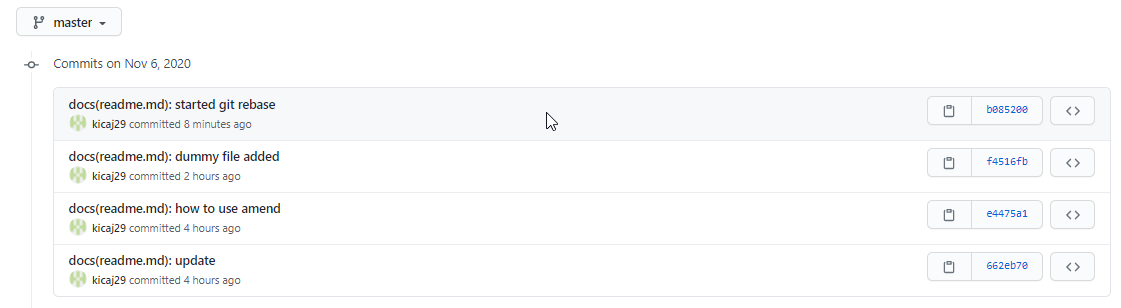 master
Commits on Nov 6, 2020
docs(readme.md): started git rebase
kicaj29 committed 8 minutes ago
b085200
docs(readme.md): dummy file added
kicaj29 committed 2 hours ago
f4516fb
docs(readme.md): how to use amend
kicaj29 committed 4 hours ago
e4475a1
docs(readme.md): update
kicaj29 committed 4 hours ago
662eb70